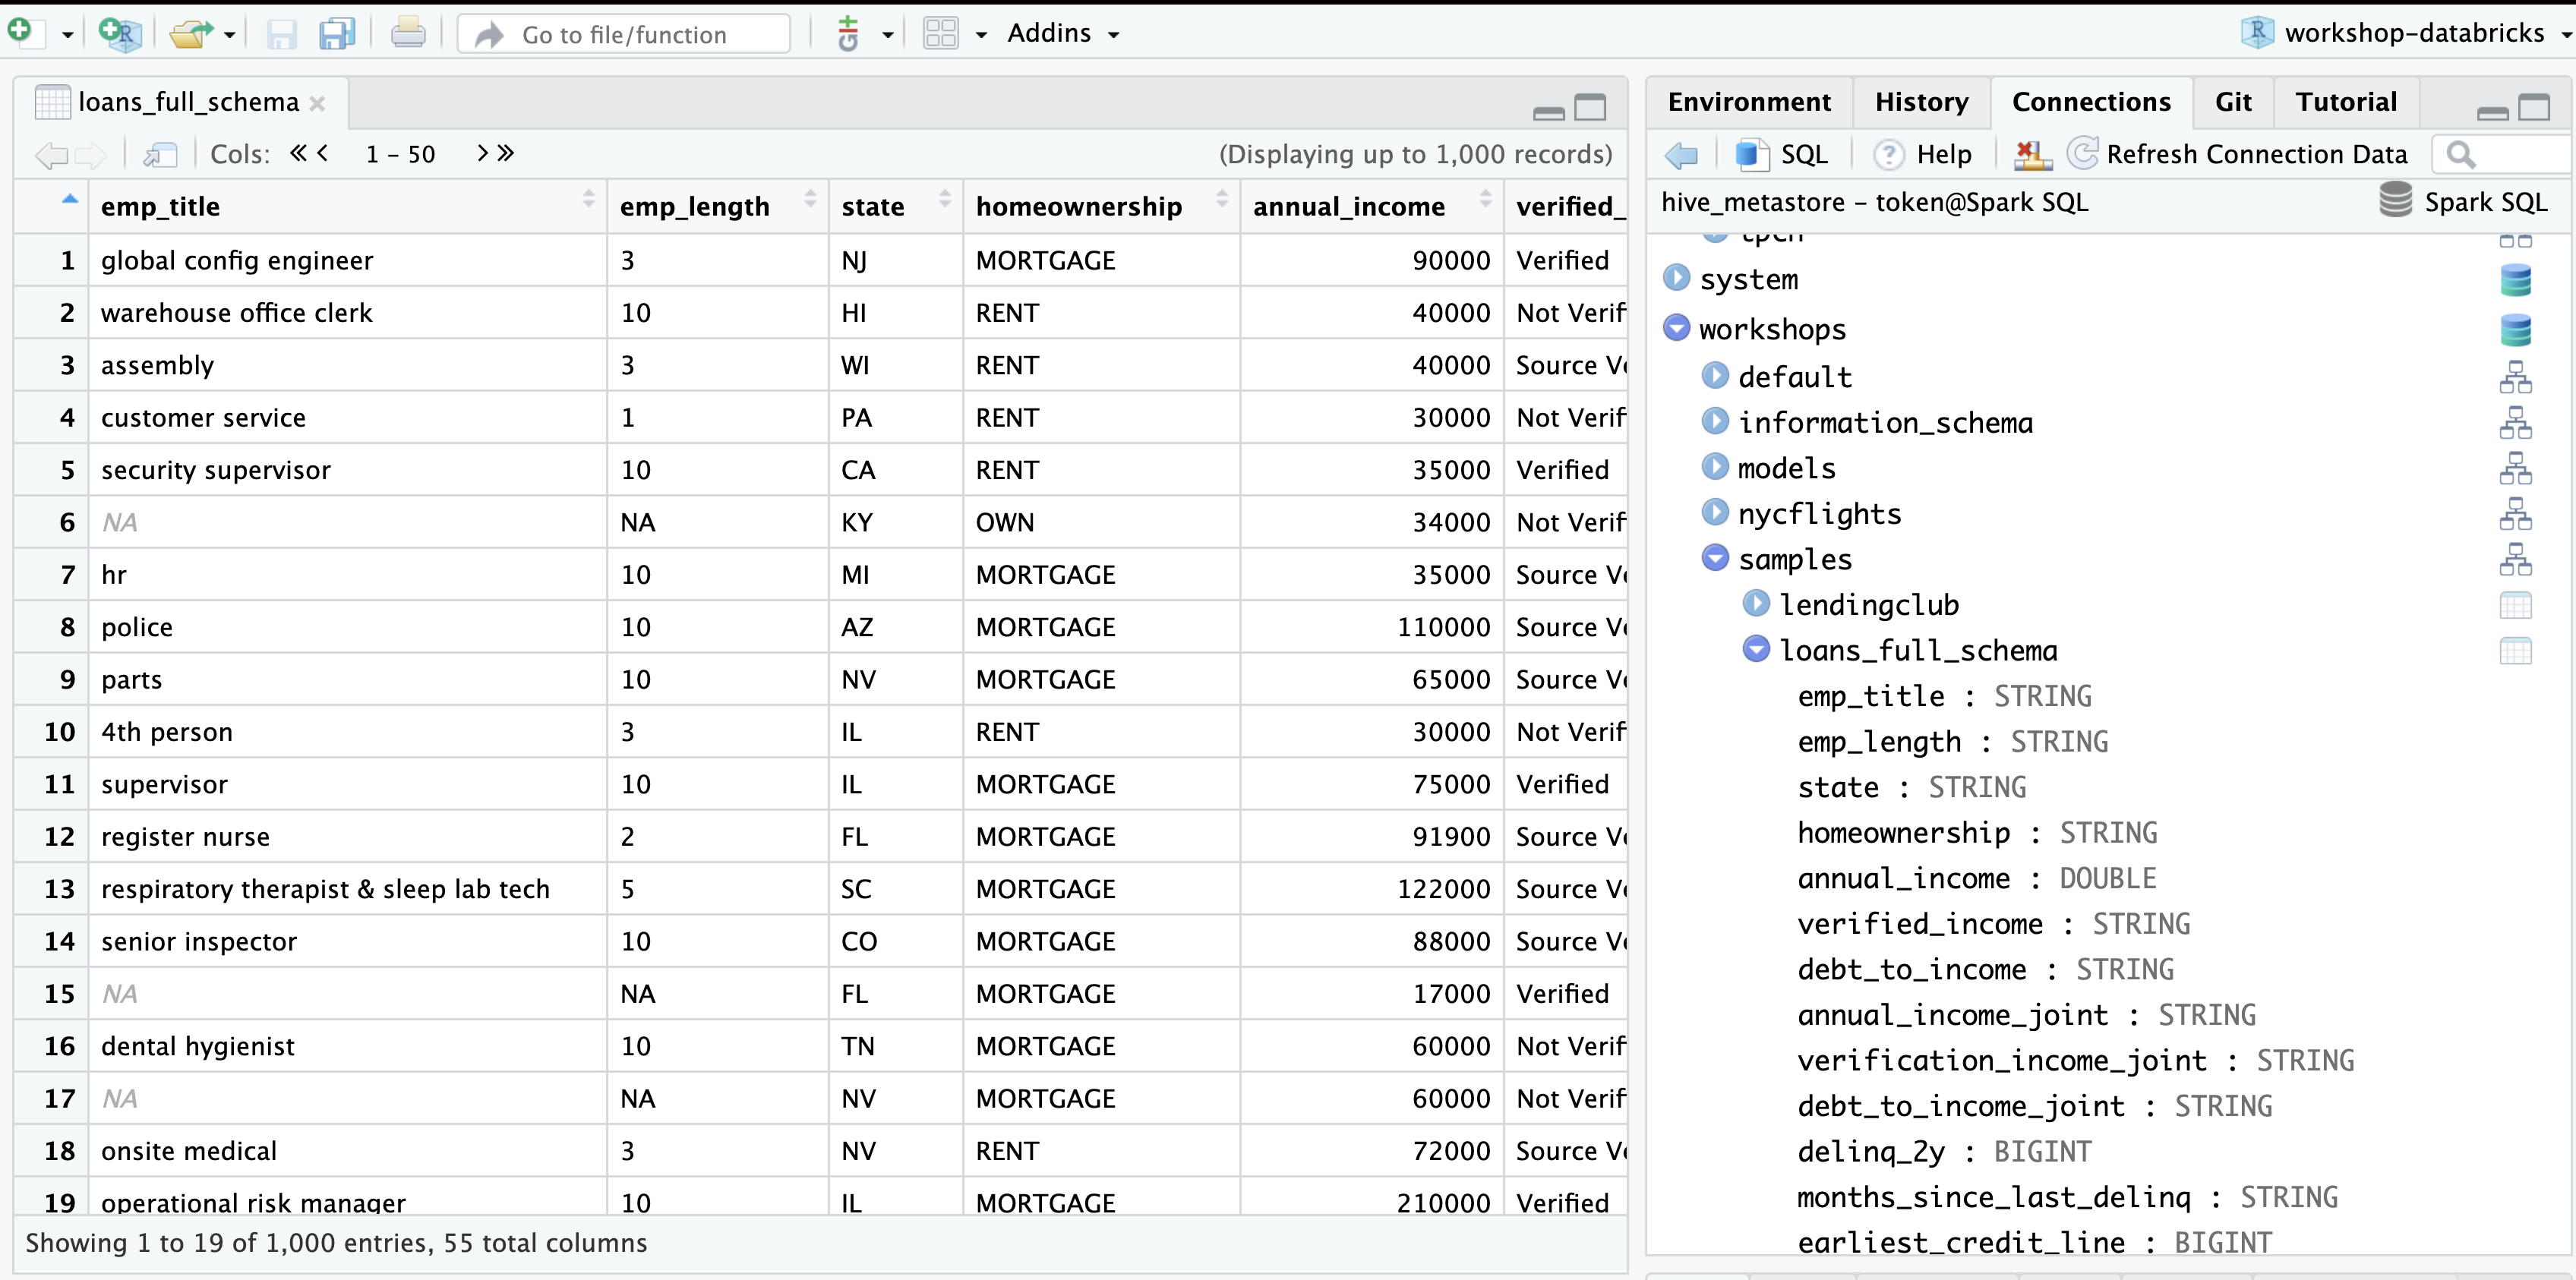 Go to file/function Git Addins workshop-databricks
loans_full_schema
Cols: 1 - 50 (Displaying up to 1,000 records)
emp_title emp_length state homeownership annual_income verified_
1 global config engineer 3 NJ MORTGAGE 90000 Verified
2 warehouse office clerk 10 HI RENT 40000 Not Verif
3 assembly 3 WI RENT 40000 Source Ve
4 customer service 1 PA RENT 30000 Not Verif
5 security supervisor 10 CA RENT 35000 Verified
6 NA NA KY OWN 34000 Not Verif
7 hr 10 MI MORTGAGE 35000 Source Ve
8 police 10 AZ MORTGAGE 110000 Source Ve
9 parts 10 NV MORTGAGE 65000 Source Ve
10 4th person 3 IL RENT 30000 Not Verif
11 supervisor 10 IL MORTGAGE 75000 Verified
12 register nurse 2 FL MORTGAGE 91900 Source Ve
13 respiratory therapist & sleep lab tech 5 SC MORTGAGE 122000 Source Ve
14 senior inspector 10 CO MORTGAGE 88000 Source Ve
15 NA NA FL MORTGAGE 17000 Verified
16 dental hygienist 10 TN MORTGAGE 60000 Not Verif
17 NA NA NV MORTGAGE 60000 Not Verif
18 onsite medical 3 NV RENT 72000 Source Ve
19 operational risk manager 10 IL MORTGAGE 210000 Verified
Showing 1 to 19 of 1,000 entries, 55 total columns
Environment History Connections Git Tutorial
SQL Help Refresh Connection Data
hive_metastore - token@Spark SQL Spark SQL
tpch
system
workshops
default
information_schema
models
nycflights
samples
lendingclub
loans_full_schema
emp_title : STRING
emp_length : STRING
state : STRING
homeownership : STRING
annual_income : DOUBLE
verified_income : STRING
debt_to_income : STRING
annual_income_joint : STRING
verification_income_joint : STRING
debt_to_income_joint : STRING
delinq_2y : BIGINT
months_since_last_delinq : STRING
earliest_credit_line : BIGINT